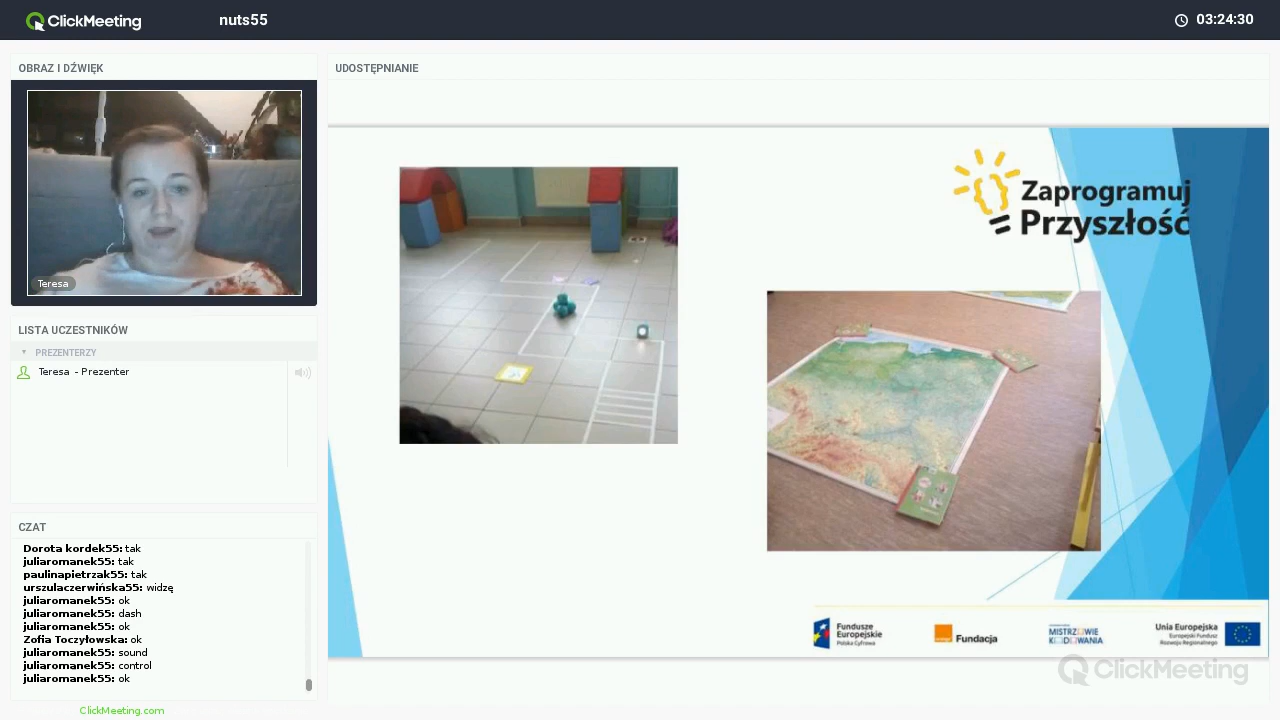 ClickMeeting
nuts55
03:24:30
OBRAZ I DŹWIĘK
Teresa
LISTA UCZESTNIKÓW
PREZENTERZY
Teresa - Prezenter
CZAT
Dorota kordek55: tak
juliaromanek55: tak
paulinapietrzak55: tak
urszulaczerwińska55: widzę
juliaromanek55: ok
juliaromanek55: dash
juliaromanek55: ok
Zofia Toczyłowska: ok
juliaromanek55: sound
juliaromanek55: control
juliaromanek55: ok
ClickMeeting.com
UDOSTĘPNIANIE
Zaprogramuj
Przyszłość
Fundusze
Europejskie
Polska Cyfrowa
Fundacja
MISTRZOWIE
KODOWANIA
Unia Europejska
Europejski Fundusz
Rozwoju Regionalnego
ClickMeeting